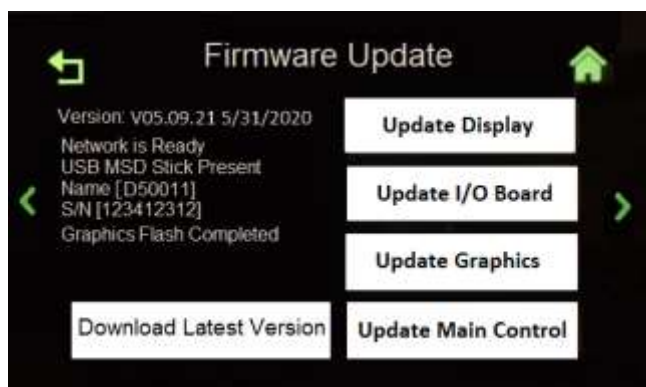 Firmware Update
Version: V05.09.21 5/31/2020
Network is Ready
USB MSD Stick Present
Name [D50011]
S/N [123412312]
Graphics Flash Completed
Update Display
Update I/O Board
Update Graphics
Download Latest Version
Update Main Control